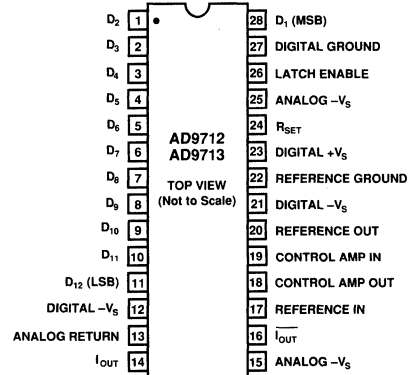 D2 1 28 D1 (MSB)
D3 2 27 DIGITAL GROUND
D4 3 26 LATCH ENABLE
D5 4 25 ANALOG –VS
D6 5 24 RSET
D7 6 23 DIGITAL +VS
D8 7 22 REFERENCE GROUND
D9 8 21 DIGITAL –VS
D10 9 20 REFERENCE OUT
D11 10 19 CONTROL AMP IN
D12 (LSB) 11 18 CONTROL AMP OUT
DIGITAL –VS 12 17 REFERENCE IN
ANALOG RETURN 13 16 IOUT
IOUT 14 15 ANALOG –VS
AD9712
AD9713
TOP VIEW
(Not to Scale)